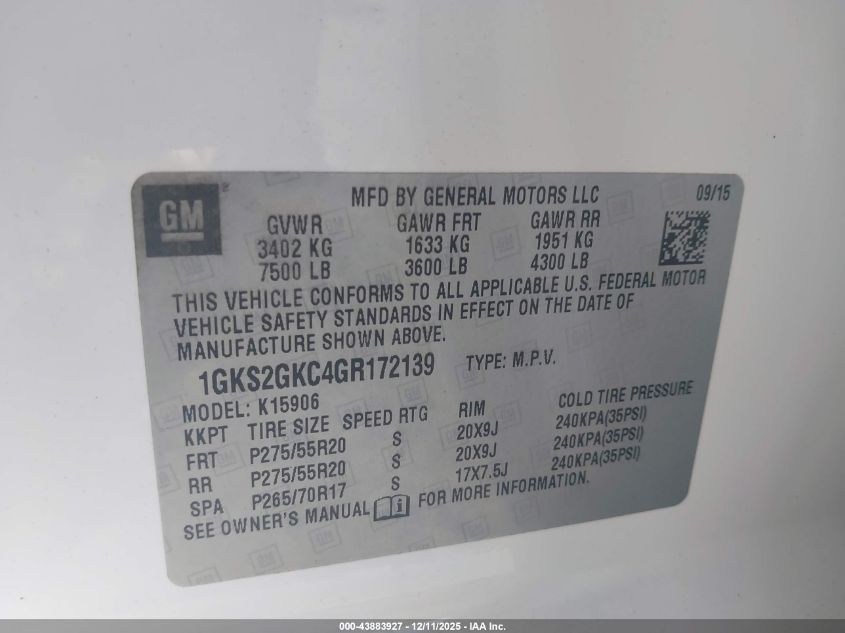 GM
MFD BY GENERAL MOTORS LLC 09/15
GVWR GAWR FRT GAWR RR
3402 KG 1633 KG 1951 KG
7500 LB 3600 LB 4300 LB
THIS VEHICLE CONFORMS TO ALL APPLICABLE U.S. FEDERAL MOTOR
VEHICLE SAFETY STANDARDS IN EFFECT ON THE DATE OF
MANUFACTURE SHOWN ABOVE.
1GKS2GKC4GR172139 TYPE: M.P.V.
MODEL: K15906
KKPT TIRE SIZE SPEED RTG RIM COLD TIRE PRESSURE
FRT P275/55R20 S 20X9J 240KPA(35PSI)
RR P275/55R20 S 20X9J 240KPA(35PSI)
SPA P265/70R17 S 17X7.5J 240KPA(35PSI)
SEE OWNER'S MANUAL FOR MORE INFORMATION.
000-43883927 - 12/11/2025 - IAA Inc.